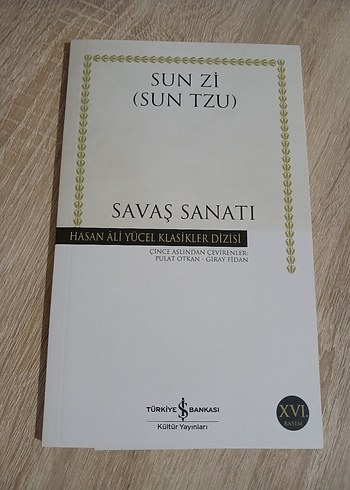 SUN Zİ
(SUN TZU)
SAVAŞ SANATI
HASAN ÂLİ YÜCEL KLASİKLER DİZİSİ
ÇİNCE ASLINDAN ÇEVİRENLER:
PULAT OTKAN - GİRAY FİDAN
TÜRKİYE İŞ BANKASI
Kültür Yayınları
XVI.
BASIM